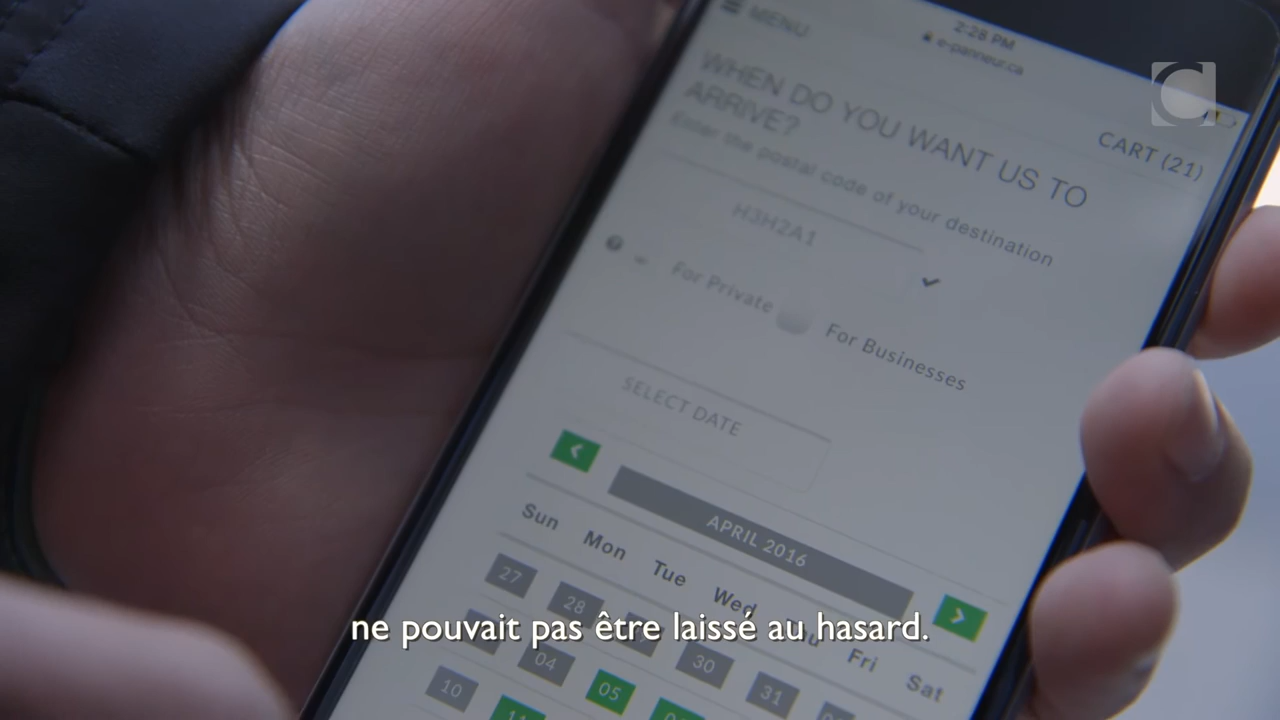 MENU
2:28 PM
e-panneur.ca
C
CART (21)
WHEN DO YOU WANT US TO
ARRIVE?
Enter the postal code of your destination
H3H2A1
For Private
For Businesses
SELECT DATE
APRIL 2016
Sun Mon Tue Wed Thu Fri Sat
27 28 30 31
04 05
10 11
ne pouvait pas être laissé au hasard.